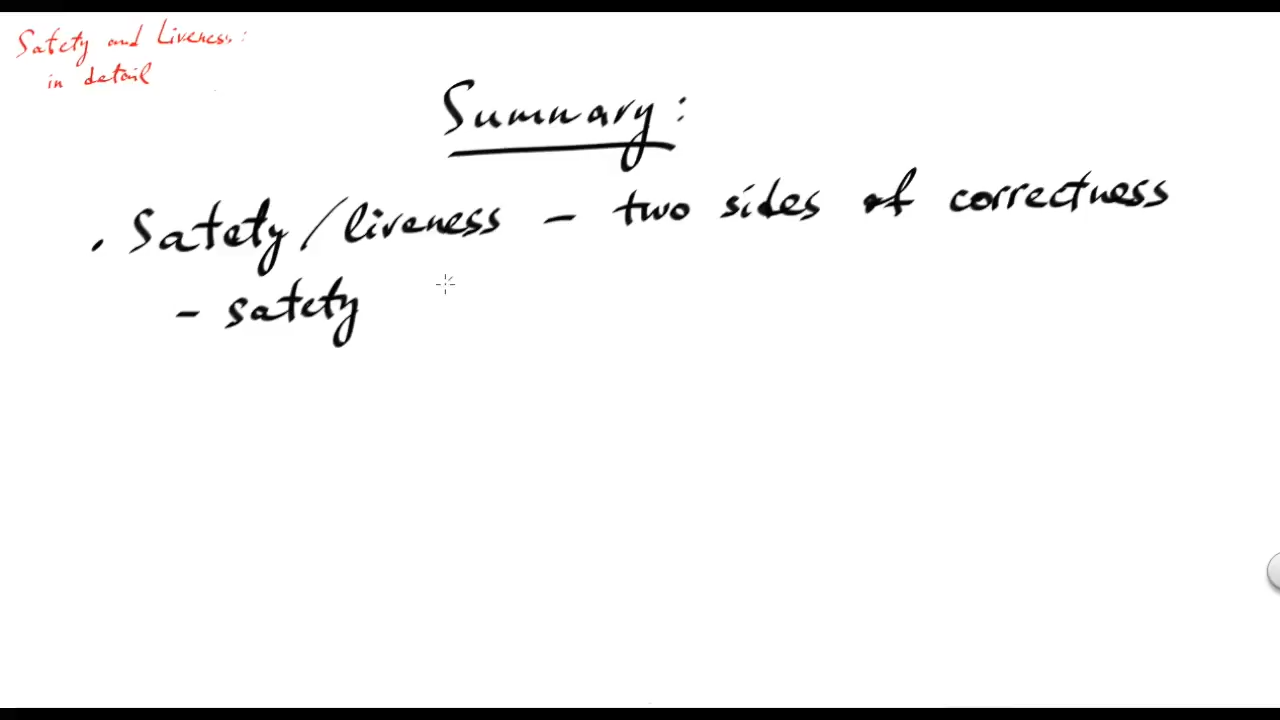 Safety and Liveness:
in detail
Summary:
. Safety/liveness - two sides of correctness
- safety